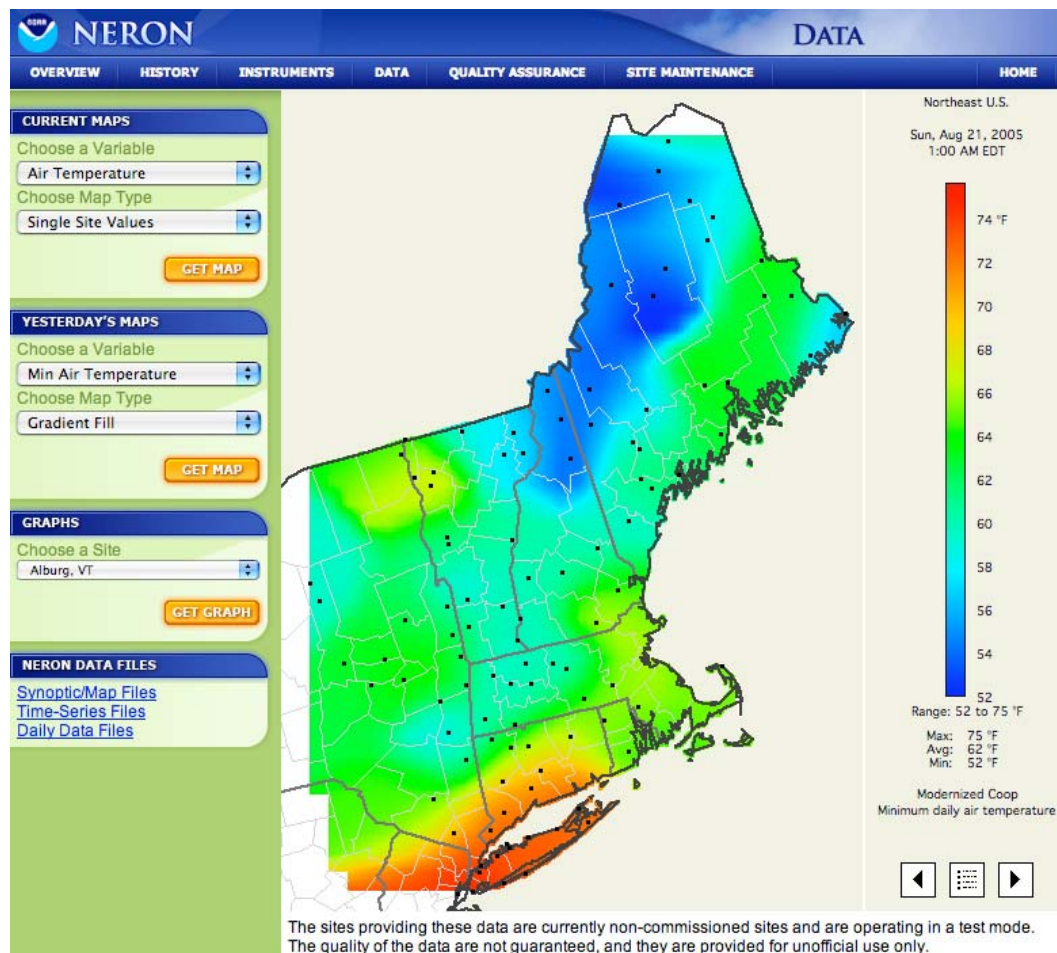 NOAA
NERON
DATA
OVERVIEW HISTORY INSTRUMENTS DATA QUALITY ASSURANCE SITE MAINTENANCE HOME
CURRENT MAPS
Choose a Variable
Air Temperature
Choose Map Type
Single Site Values
GET MAP
YESTERDAY'S MAPS
Choose a Variable
Min Air Temperature
Choose Map Type
Gradient Fill
GET MAP
GRAPHS
Choose a Site
Alburg, VT
GET GRAPH
NERON DATA FILES
Synoptic/Map Files
Time-Series Files
Daily Data Files
Northeast U.S.
Sun, Aug 21, 2005
1:00 AM EDT
74 °F
72
70
68
66
64
62
60
58
56
54
52
Range: 52 to 75 °F
Max: 75 °F
Avg: 62 °F
Min: 52 °F
Modernized Coop
Minimum daily air temperature
The sites providing these data are currently non-commissioned sites and are operating in a test mode.
The quality of the data are not guaranteed, and they are provided for unofficial use only.